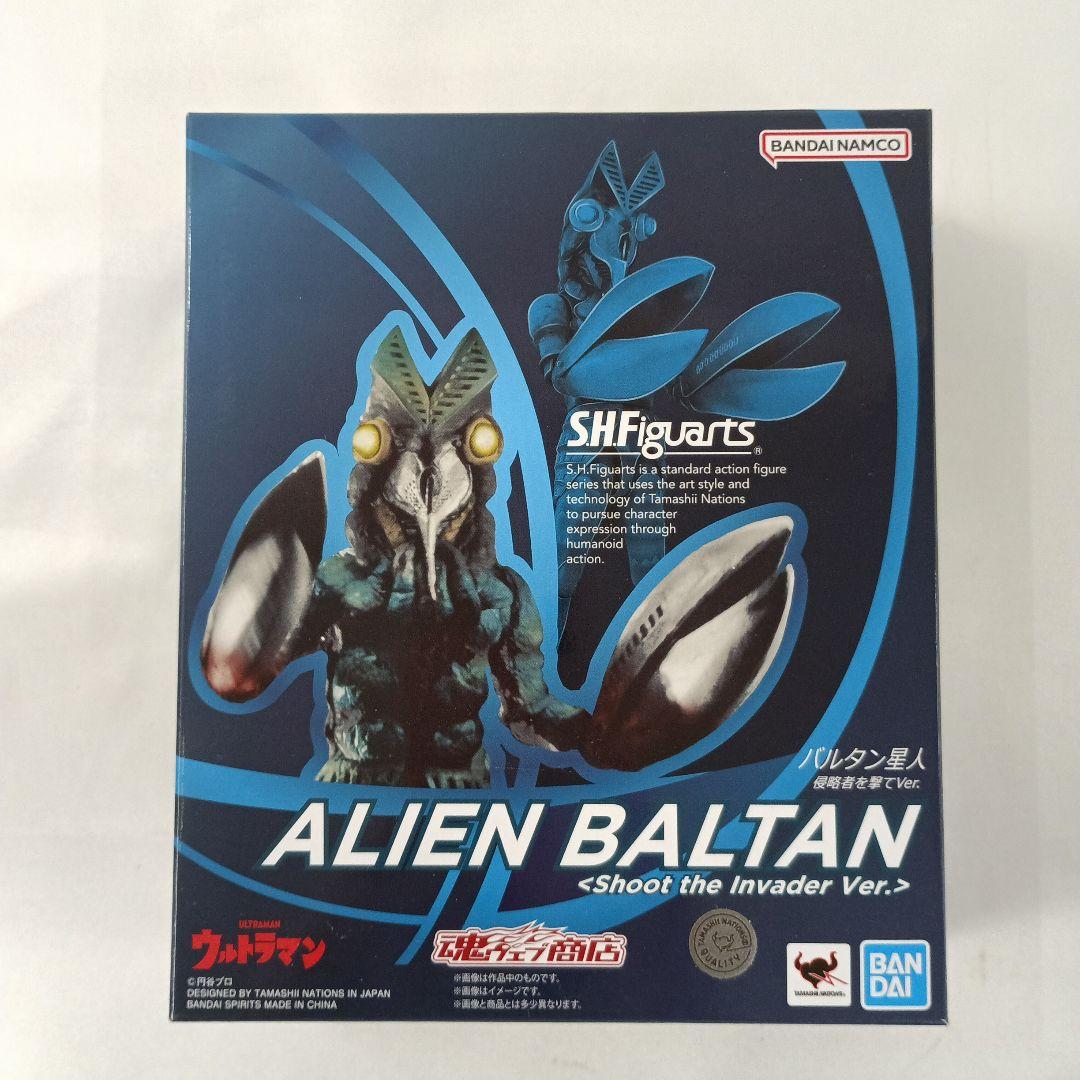 BANDAI NAMCO
S.H.Figuarts®
S.H.Figuarts is a standard action figure
series that uses the art style and
technology of Tamashii Nations
to pursue character
expression through
humanoid
action.
バルタン星人
侵略者を撃てVer.
ALIEN BALTAN
<Shoot the Invader Ver.>
ULTRAMAN
ウルトラマン
©円谷プロ
DESIGNED BY TAMASHII NATIONS IN JAPAN
BANDAI SPIRITS MADE IN CHINA
魂ウェブ商店
※画像は作品中のものです。
※画像はイメージです。
※画像と商品とは多少異なります。
TAMASHII NATIONS
QUALITY
TAMASHII NATIONS
BAN
DAI